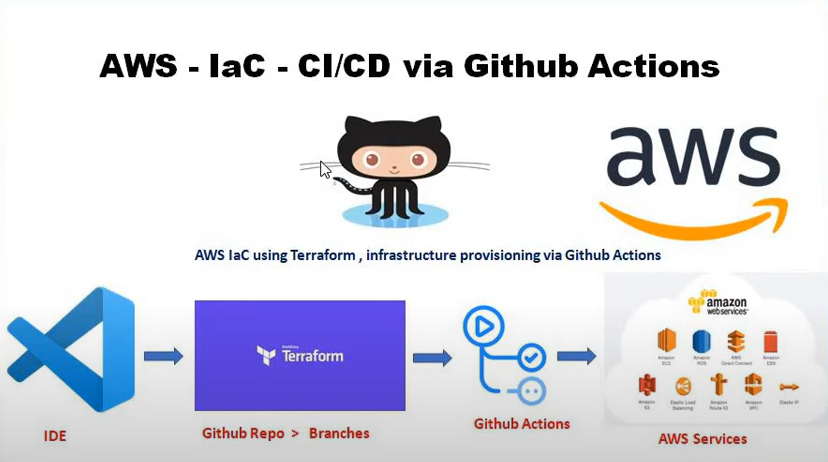 AWS - IaC - CI/CD via Github Actions
aws
AWS IaC using Terraform , infrastructure provisioning via Github Actions
amazon
webservices
HashiCorp
Terraform
Amazon
EC2
Amazon
RDS
AWS
Direct Connect
Amazon
Amazon
S3
Elastic Load
Balancing
Amazon
Route 53
Amazon
VPC
Elastic IP
IDE
Github Repo > Branches
Github Actions
AWS Services